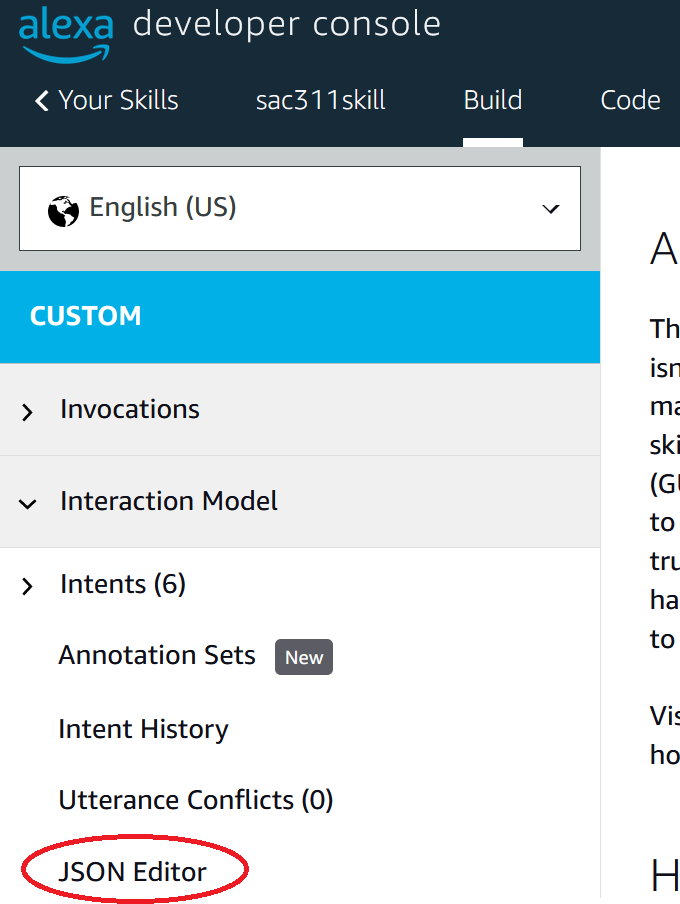 alexa developer console
Your Skills sac311skill Build Code
English (US)
CUSTOM
Invocations
Interaction Model
Intents (6)
Annotation Sets New
Intent History
Utterance Conflicts (0)
JSON Editor
A
Th
isn
ma
ski
(GU
to
tru
ha
to
Vis
ho
H